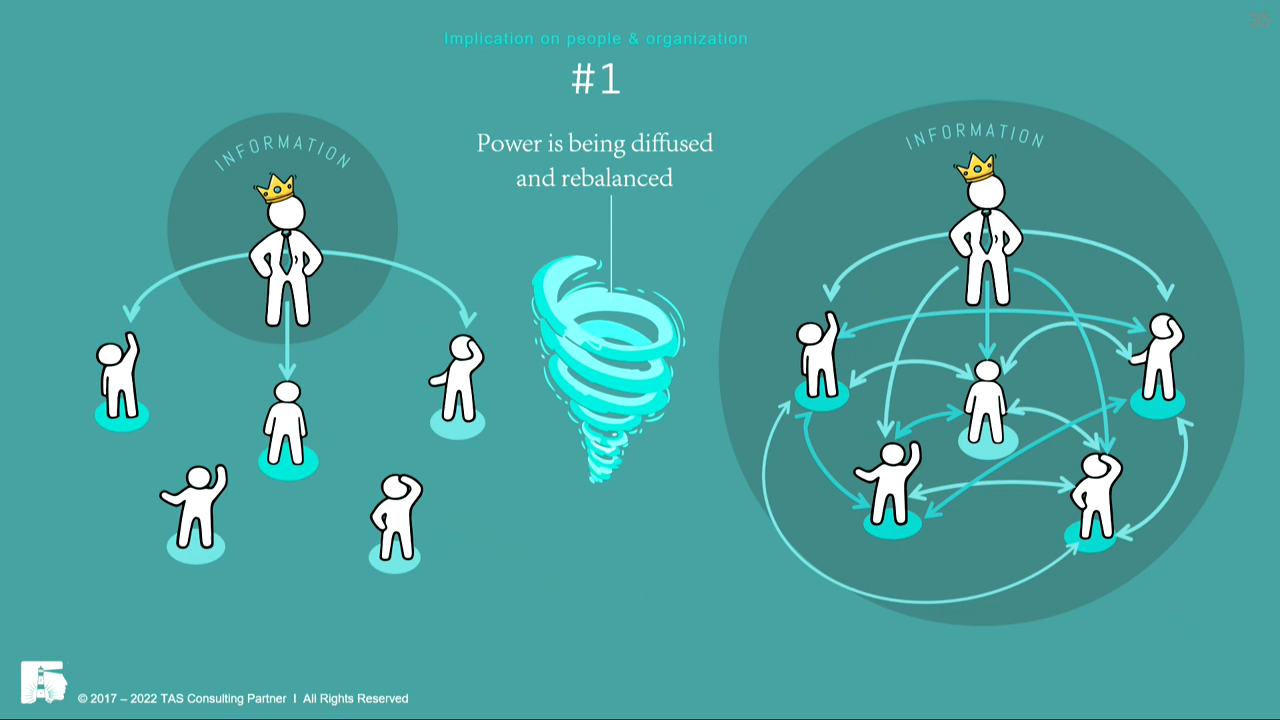 Implication on people & organization
#1
Power is being diffused
and rebalanced
INFORMATION
INFORMATION
© 2017 – 2022 TAS Consulting Partner I All Rights Reserved